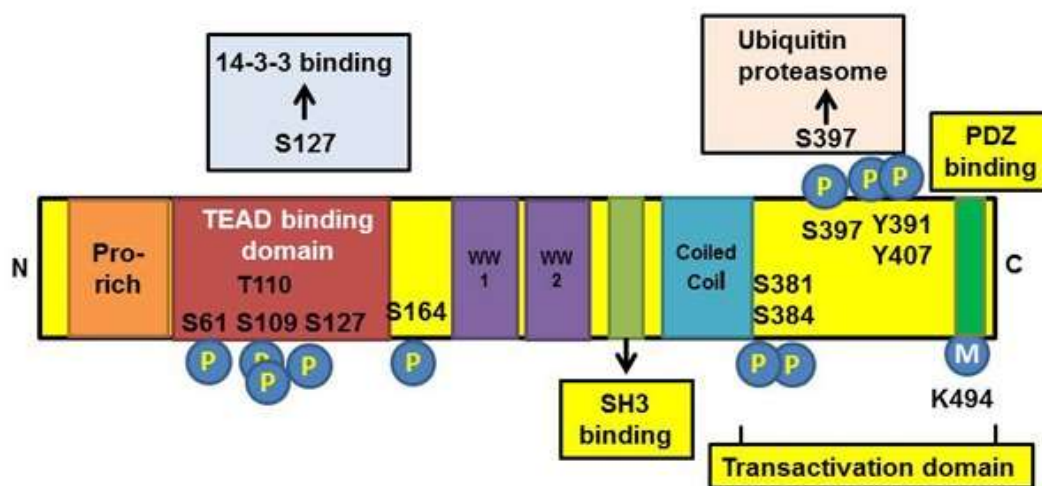 14-3-3 binding
S127
Ubiquitin
proteasome
S397
PDZ
binding
P P P
N
Pro-
rich
TEAD binding
domain
T110
S61 S109 S127
S164
WW
1
WW
2
Coiled
Coil
S381
S384
S397 Y391
Y407
C
P P P P P P P M
K494
SH3
binding
Transactivation domain